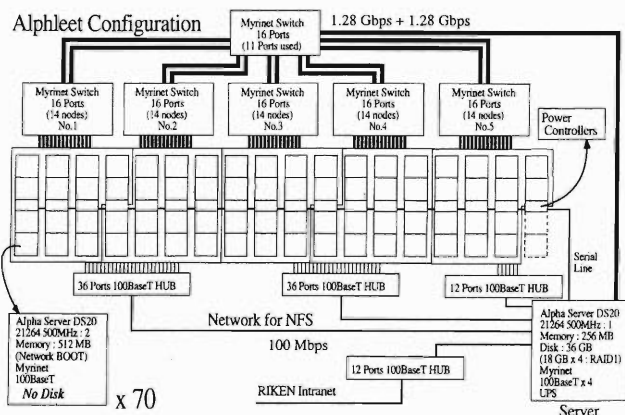 Alphleet Configuration
Myrinet Switch
16 Ports
(11 Ports used)
1.28 Gbps + 1.28 Gbps
Myrinet Switch
16 Ports
(14 nodes)
No.1
Myrinet Switch
16 Ports
(14 nodes)
No.2
Myrinet Switch
16 Ports
(14 nodes)
No.3
Myrinet Switch
16 Ports
(14 nodes)
No.4
Myrinet Switch
16 Ports
(14 nodes)
No.5
Power
Controllers
Serial
Line
36 Ports 100BaseT HUB
36 Ports 100BaseT HUB
12 Ports 100BaseT HUB
Alpha Server DS20
21264 500MHz : 2
Memory : 512 MB
(Network BOOT)
Myrinet
100BaseT
No Disk
x 70
Network for NFS
100 Mbps
12 Ports 100BaseT HUB
RIKEN Intranet
Alpha Server DS20
21264 500MHz : 1
Memory : 256 MB
Disk : 36 GB
(18 GB x 4 : RAID1)
Myrinet
100BaseT x 4
UPS
Server